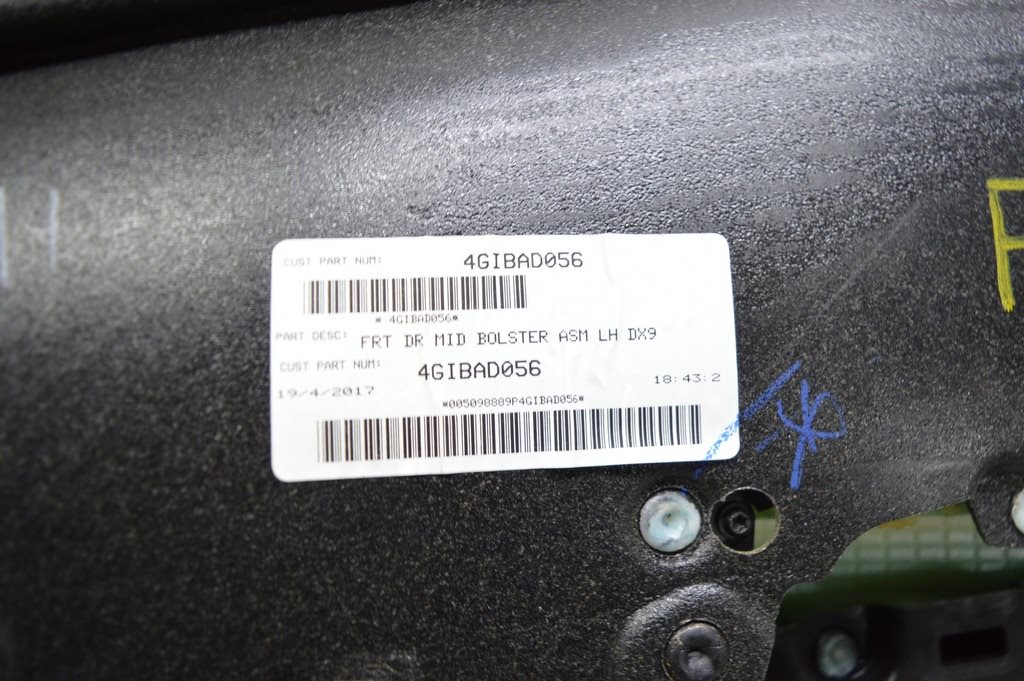 CUST PART NUM: 4GIBAD056
* 4GIBAD056*
PART DESC: FRT DR MID BOLSTER ASM LH DX9
CUST PART NUM: 4GIBAD056
19/4/2017 18:43:2
*005098889P4GIBAD056*